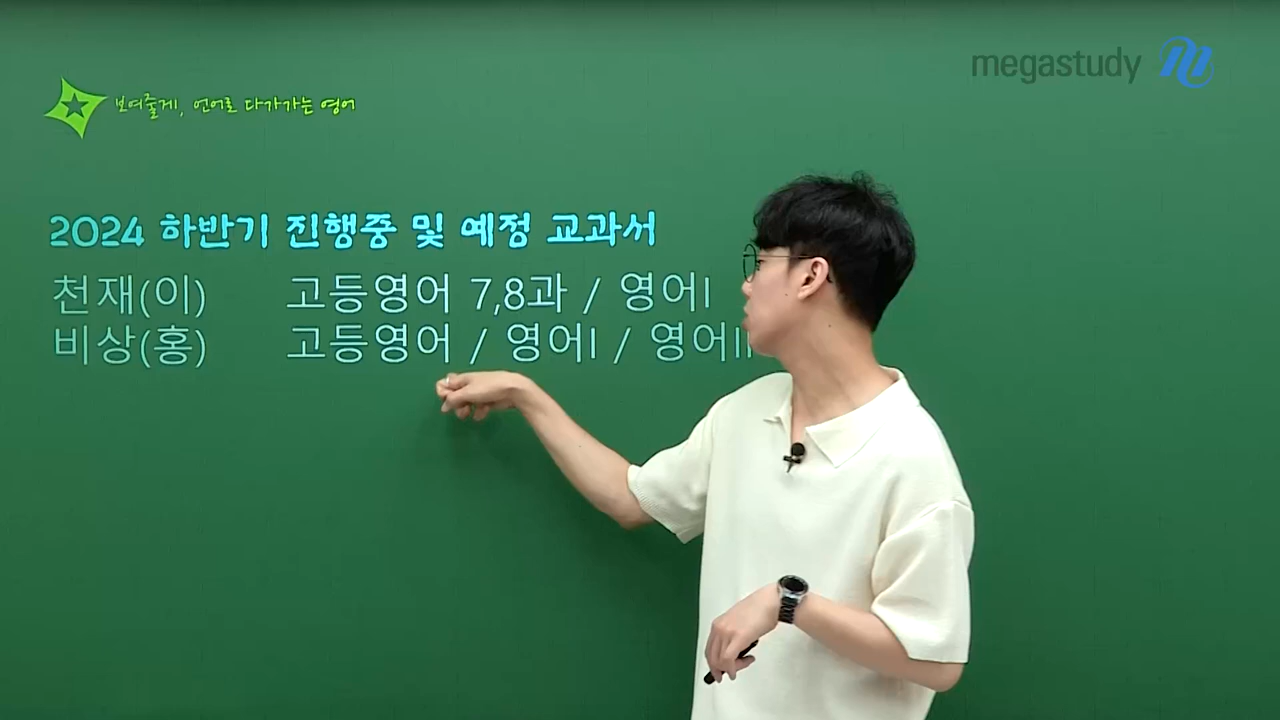 megastudy
보여줄게, 언어로 다가가는 영어
2024 하반기 진행중 및 예정 교과서
천재(이) 고등영어 7,8과 / 영어I
비상(홍) 고등영어 / 영어I / 영어II